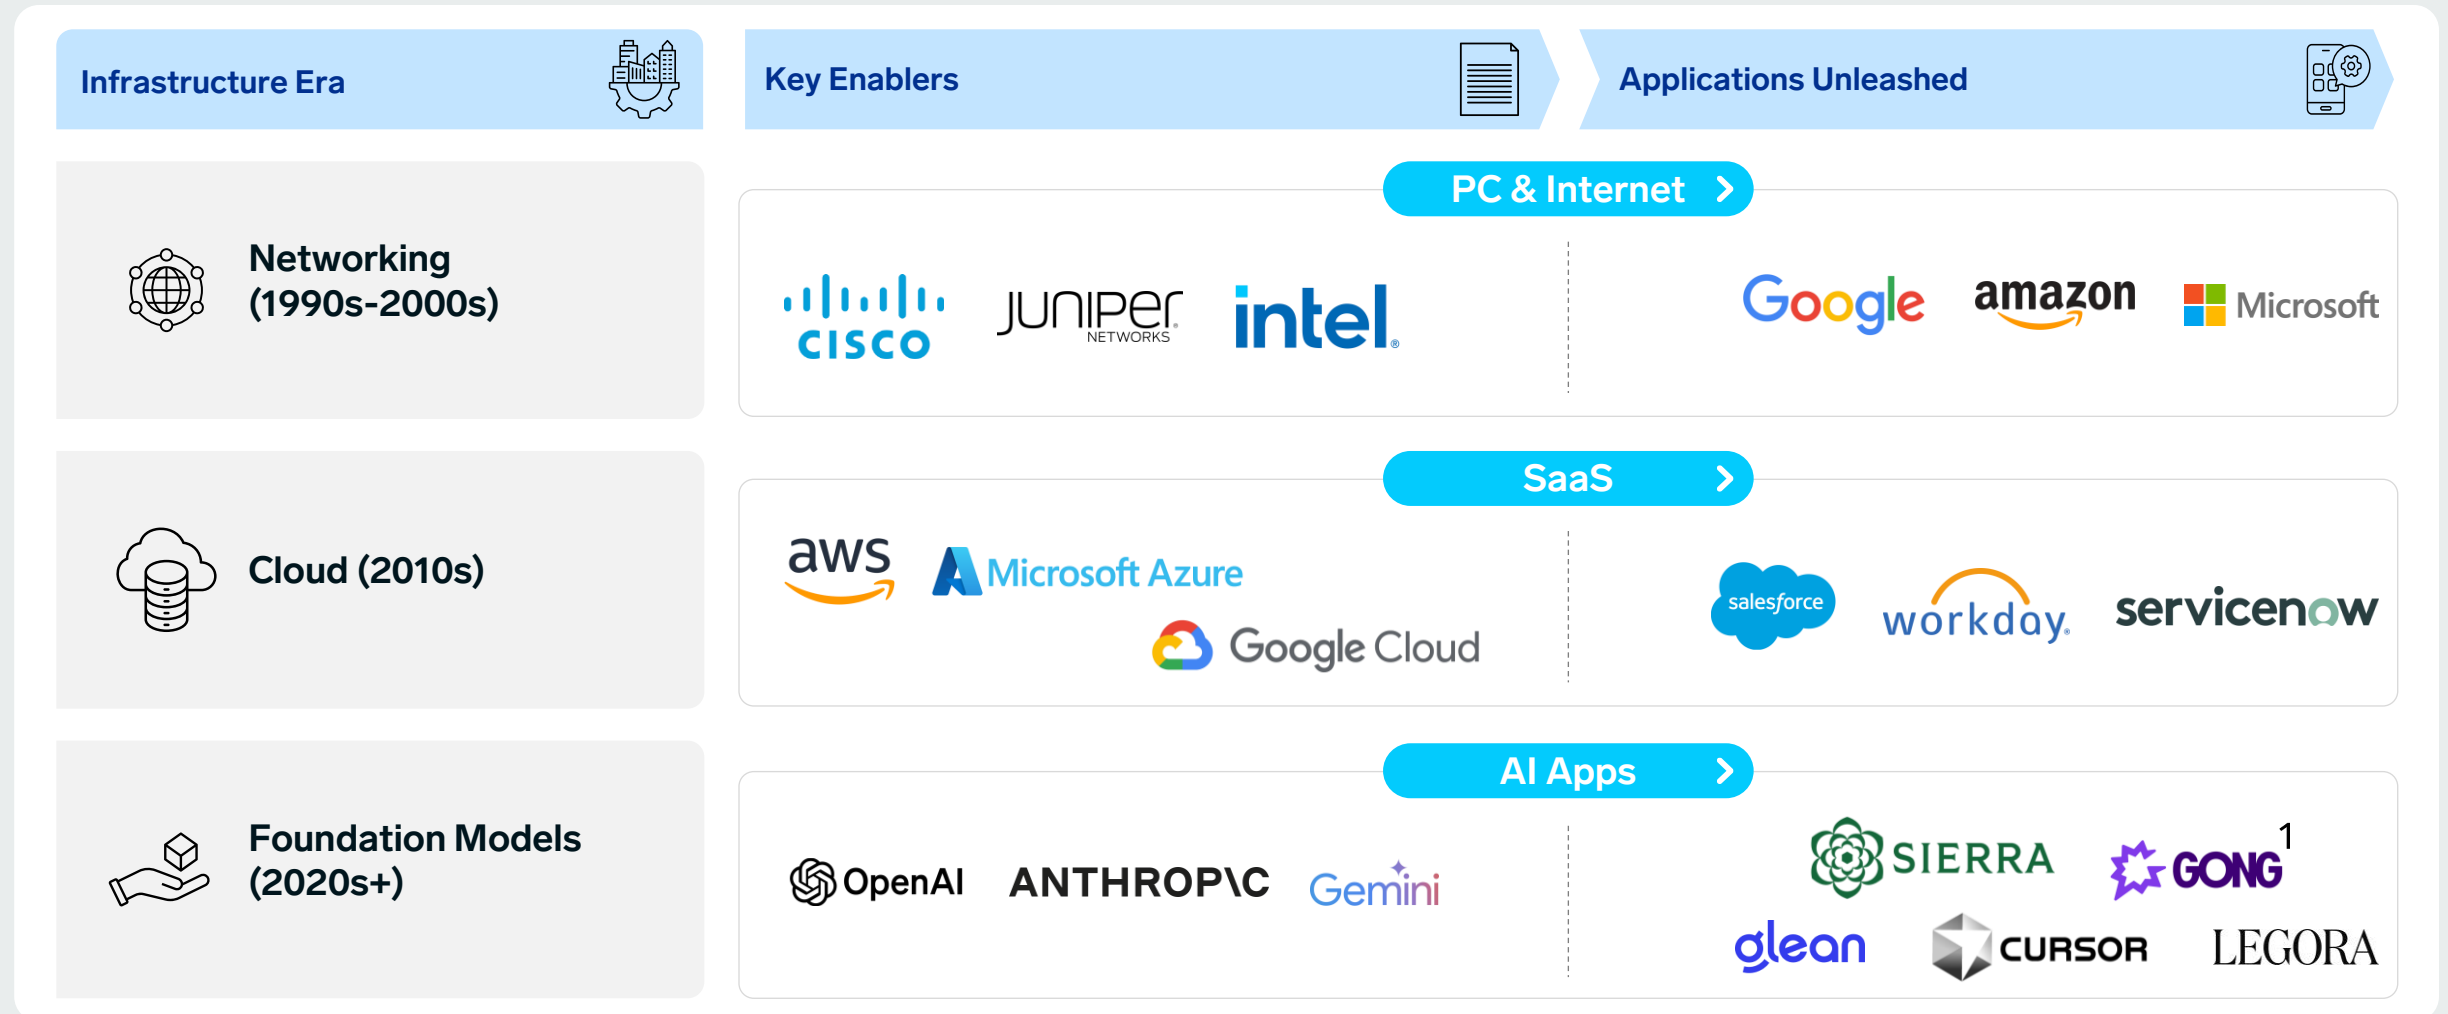 Infrastructure Era
Key Enablers
Applications Unleashed
Networking
(1990s-2000s)
PC & Internet
CISCO
JUNIPER
NETWORKS
intel®
Google
amazon
Microsoft
Cloud (2010s)
SaaS
aws
Microsoft Azure
Google Cloud
salesforce
workday®
servicenow
Foundation Models
(2020s+)
AI Apps
OpenAI
ANTHROP\C
Gemini
SIERRA
GONG1
glean
CURSOR
LEGORA